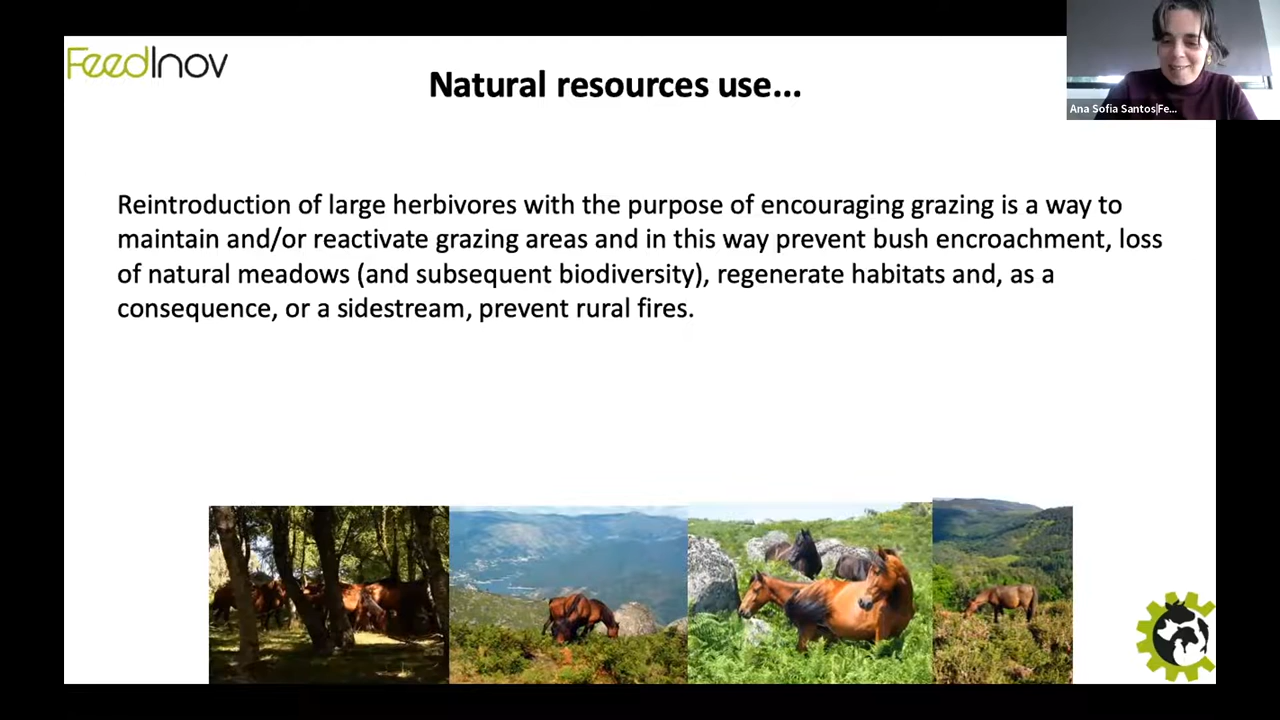 FeedInov
Natural resources use...
Ana Sofia Santos|Fe...
Reintroduction of large herbivores with the purpose of encouraging grazing is a way to
maintain and/or reactivate grazing areas and in this way prevent bush encroachment, loss
of natural meadows (and subsequent biodiversity), regenerate habitats and, as a
consequence, or a sidestream, prevent rural fires.